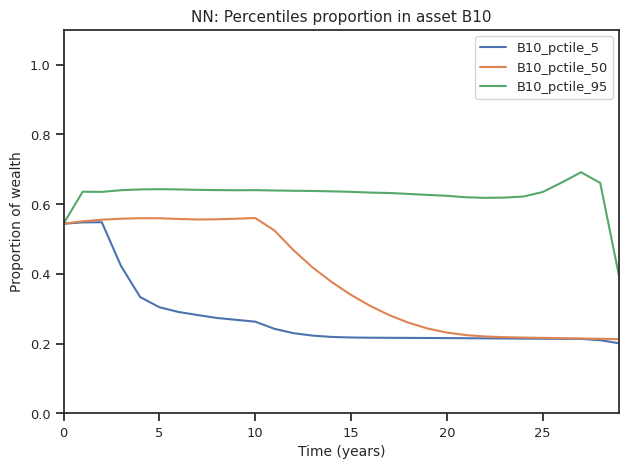 NN: Percentiles proportion in asset B10
B10_pctile_5
B10_pctile_50
B10_pctile_95
Proportion of wealth
1.0
0.8
0.6
0.4
0.2
0.0
0 5 10 15 20 25
Time (years)